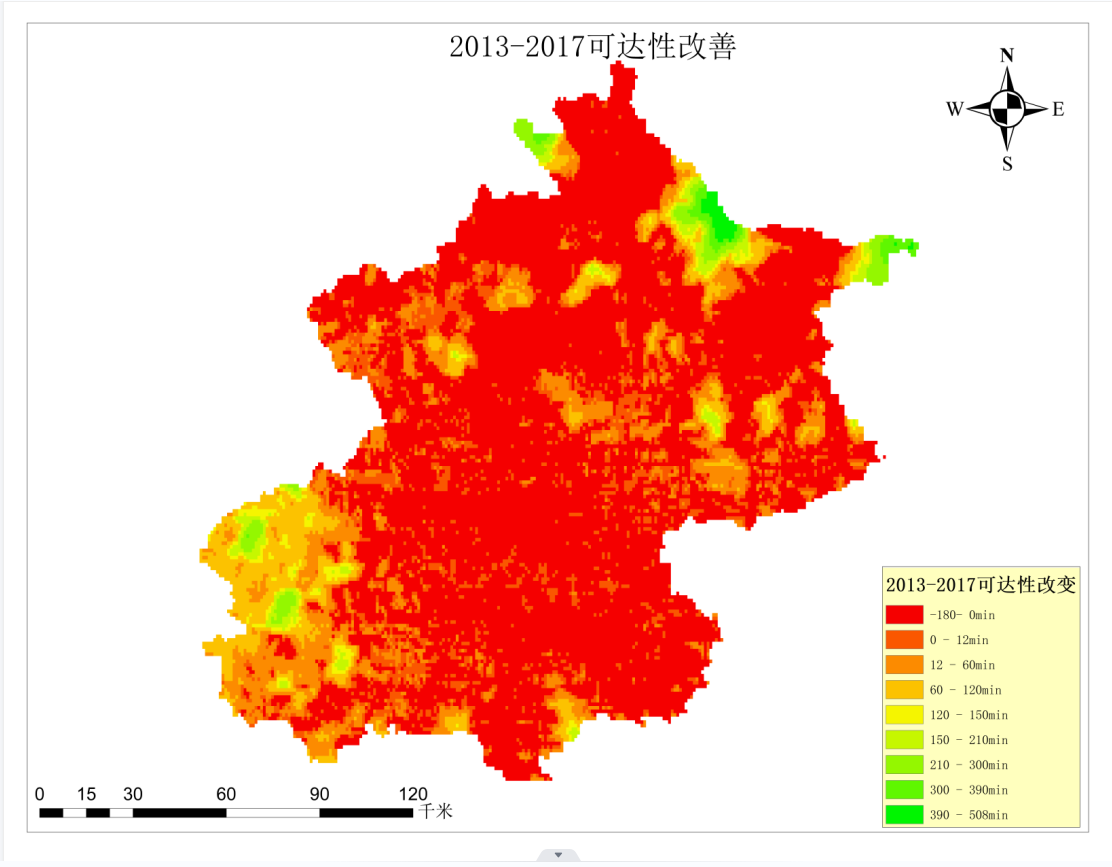 2013-2017可达性改善
N
W E
S
2013-2017可达性改变
-180- 0min
0 - 12min
12 - 60min
60 - 120min
120 - 150min
150 - 210min
210 - 300min
300 - 390min
390 - 508min
0 15 30 60 90 120
千米